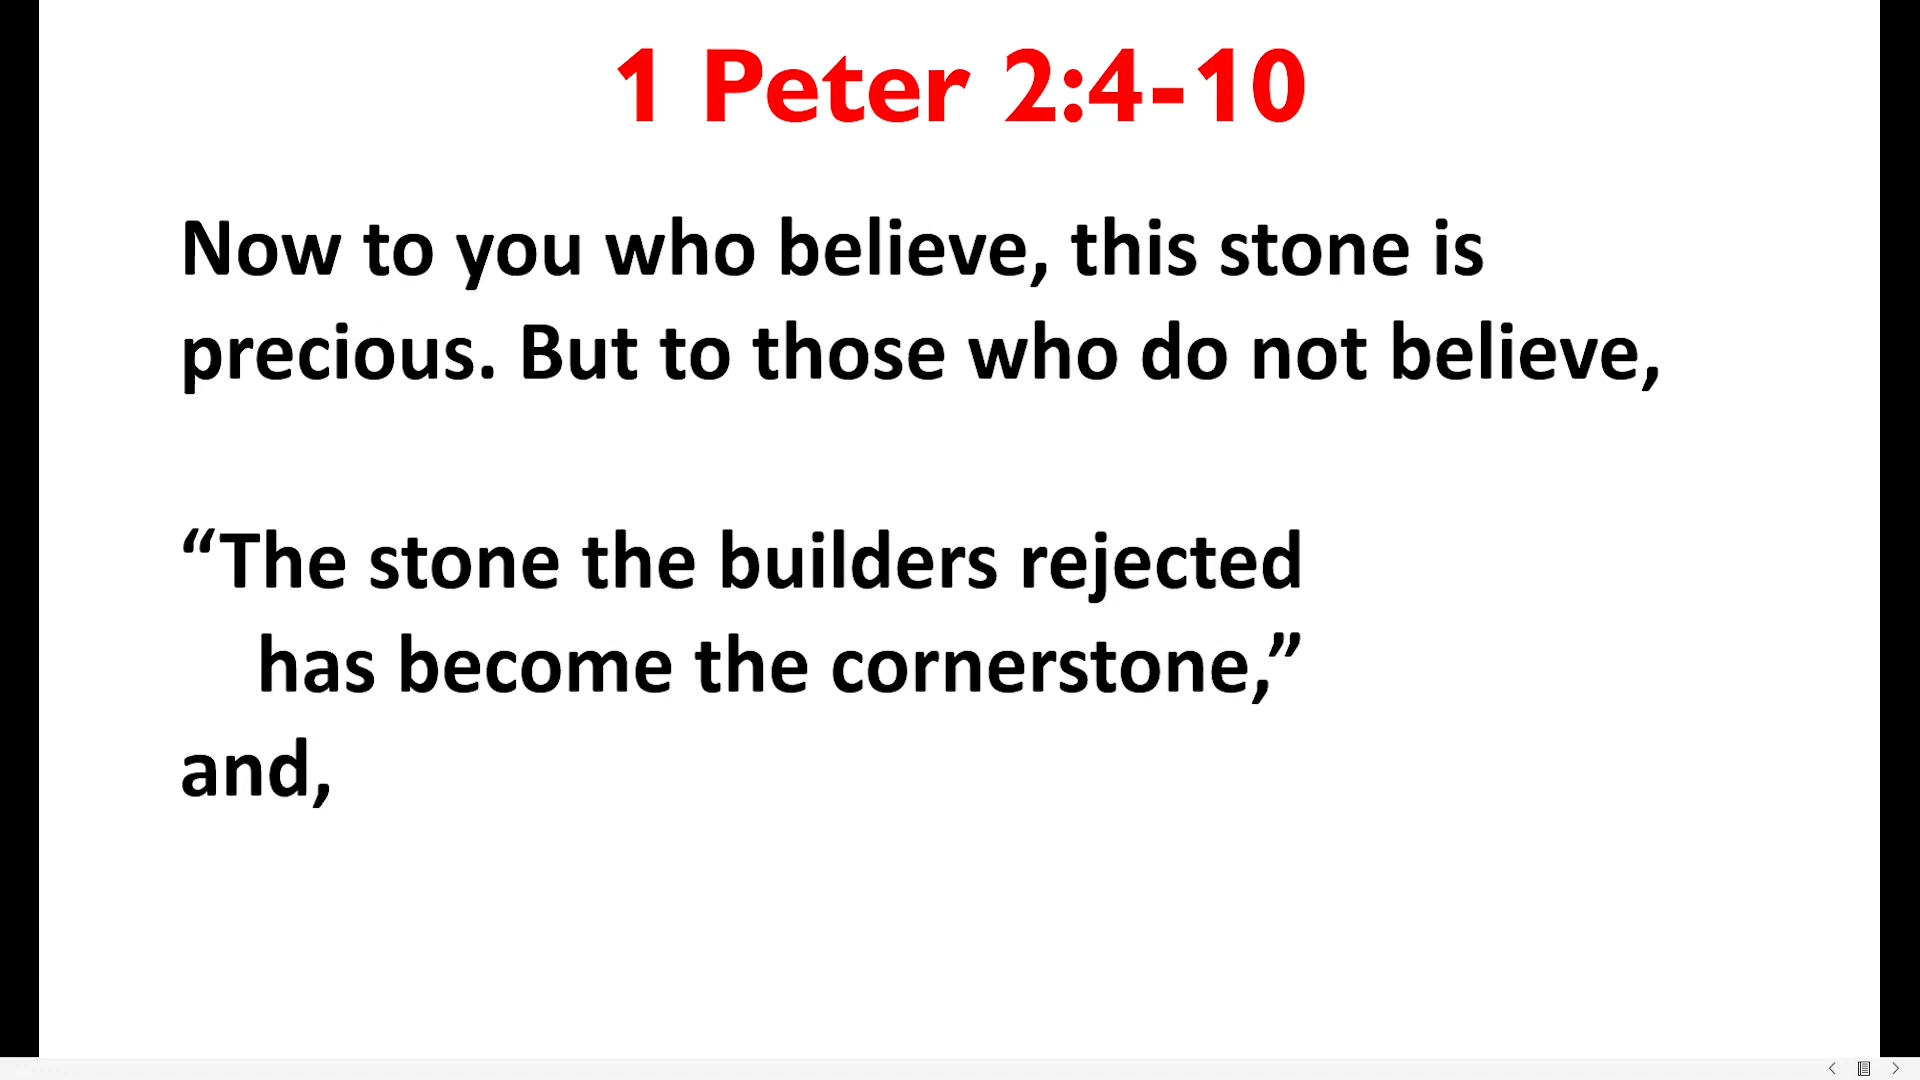 1 Peter 2:4-10
Now to you who believe, this stone is
precious. But to those who do not believe,
“The stone the builders rejected
has become the cornerstone,”
and,